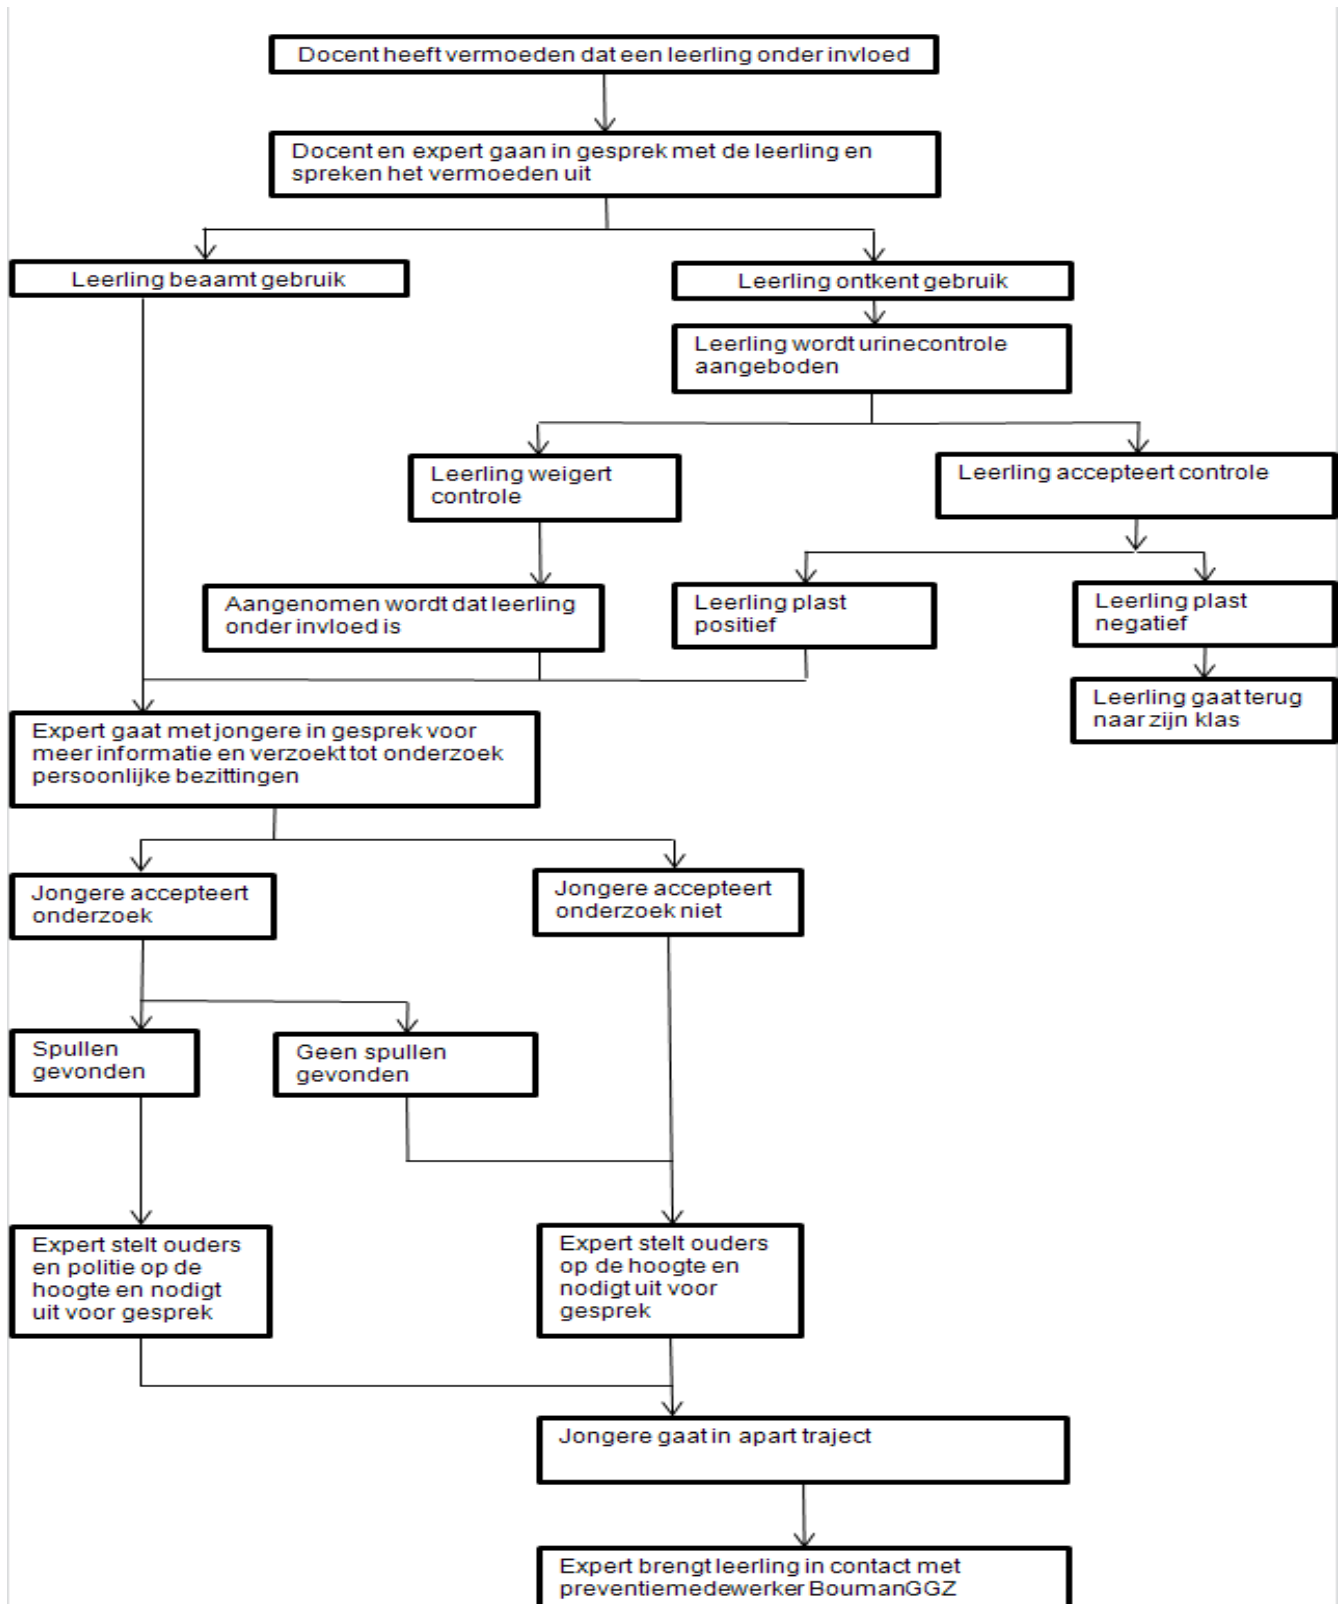 Docent heeft vermoeden dat een leerling onder invloed
Docent en expert gaan in gesprek met de leerling en
spreken het vermoeden uit
Leerling beaamt gebruik
Leerling ontkent gebruik
Leerling wordt urinecontrole
aangeboden
Leerling weigert
controle
Leerling accepteert controle
Aangenomen wordt dat leerling
onder invloed is
Leerling plast
positief
Leerling plast
negatief
Leerling gaat terug
naar zijn klas
Expert gaat met jongere in gesprek voor
meer informatie en verzoekt tot onderzoek
persoonlijke bezittingen
Jongere accepteert
onderzoek
Jongere accepteert
onderzoek niet
Spullen
gevonden
Geen spullen
gevonden
Expert stelt ouders
en politie op de
hoogte en nodigt
uit voor gesprek
Expert stelt ouders
op de hoogte en
nodigt uit voor
gesprek
Jongere gaat in apart traject
Expert brengt leerling in contact met
preventiemedewerker BoumanGGZ